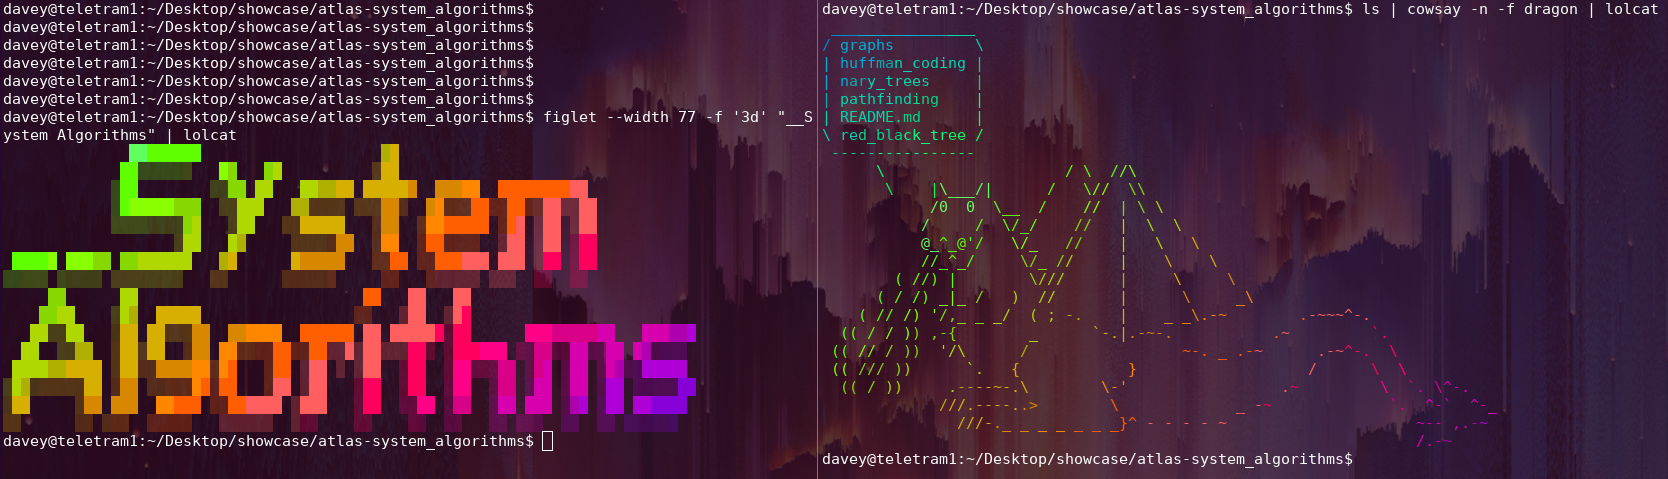 davey@teletram1:~/Desktop/showcase/atlas-system_algorithms$
davey@teletram1:~/Desktop/showcase/atlas-system_algorithms$
davey@teletram1:~/Desktop/showcase/atlas-system_algorithms$
davey@teletram1:~/Desktop/showcase/atlas-system_algorithms$
davey@teletram1:~/Desktop/showcase/atlas-system_algorithms$
davey@teletram1:~/Desktop/showcase/atlas-system_algorithms$
davey@teletram1:~/Desktop/showcase/atlas-system_algorithms$ figlet --width 77 -f '3d' "__S
ystem Algorithms" | lolcat
__System
Algorithms
davey@teletram1:~/Desktop/showcase/atlas-system_algorithms$
davey@teletram1:~/Desktop/showcase/atlas-system_algorithms$ ls | cowsay -n -f dragon | lolcat
graphs
huffman_coding
nary_trees
pathfinding
README.md
red_black_tree
davey@teletram1:~/Desktop/showcase/atlas-system_algorithms$